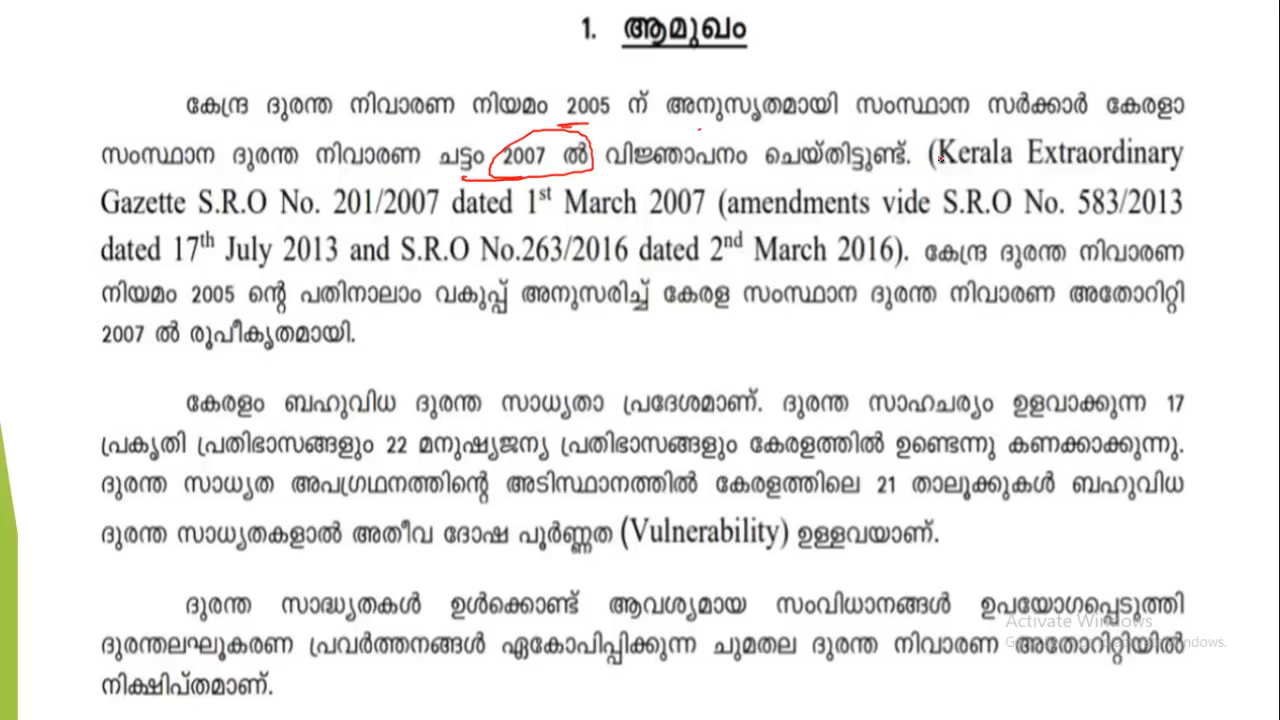 1. ആമുഖം
കേന്ദ്ര ദുരന്ത നിവാരണ നിയമം 2005 ന് അനുസൃതമായി സംസ്ഥാന സർക്കാർ കേരളാ
സംസ്ഥാന ദുരന്ത നിവാരണ ചട്ടം 2007 ൽ വിജ്ഞാപനം ചെയ്തിട്ടുണ്ട്. (Kerala Extraordinary
Gazette S.R.O No. 201/2007 dated 1st March 2007 (amendments vide S.R.O No. 583/2013
dated 17th July 2013 and S.R.O No.263/2016 dated 2nd March 2016). കേന്ദ്ര ദുരന്ത നിവാരണ
നിയമം 2005 ന്റെ പതിനാലാം വകുപ്പ് അനുസരിച്ച് കേരള സംസ്ഥാന ദുരന്ത നിവാരണ അതോറിറ്റി
2007 ൽ രൂപീകൃതമായി.
കേരളം ബഹുവിധ ദുരന്ത സാധ്യതാ പ്രദേശമാണ്. ദുരന്ത സാഹചര്യം ഉളവാക്കുന്ന 17
പ്രകൃതി പ്രതിഭാസങ്ങളും 22 മനുഷ്യജന്യ പ്രതിഭാസങ്ങളും കേരളത്തിൽ ഉണ്ടെന്നു കണക്കാക്കുന്നു.
ദുരന്ത സാധ്യത അപഗ്രഥനത്തിന്റെ അടിസ്ഥാനത്തിൽ കേരളത്തിലെ 21 താലൂക്കുകൾ ബഹുവിധ
ദുരന്ത സാധ്യതകളാൽ അതീവ ദോഷ പൂർണ്ണത (Vulnerability) ഉള്ളവയാണ്.
ദുരന്ത സാദ്ധ്യതകൾ ഉൾക്കൊണ്ട് ആവശ്യമായ സംവിധാനങ്ങൾ ഉപയോഗപ്പെടുത്തി
Activate Windows
ദുരന്തലഘൂകരണ പ്രവർത്തനങ്ങൾ ഏകോപിപ്പിക്കുന്ന ചുമതല ദുരന്ത നിവാരണ അതോറിറ്റിയിൽ
നിക്ഷിപ്തമാണ്.